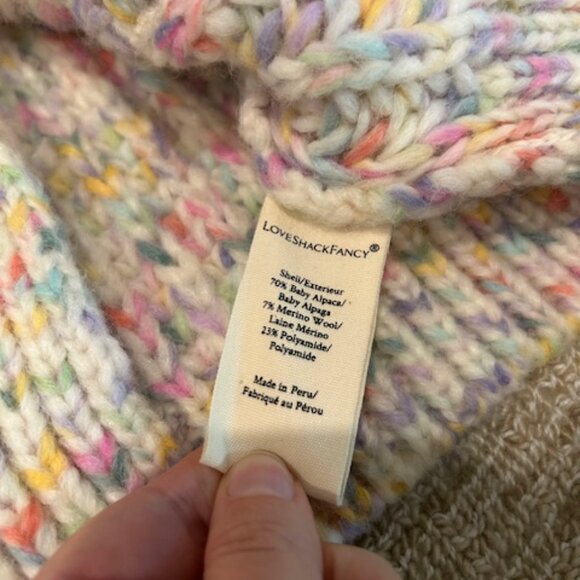 LoveShackFancy®
Shell/Exterieur
70% Baby Alpaca/
Baby Alpaga
7% Merino Wool/
Laine Mérino
23% Polyamide/
Polyamide
Made in Peru/
Fabriqué au Pérou